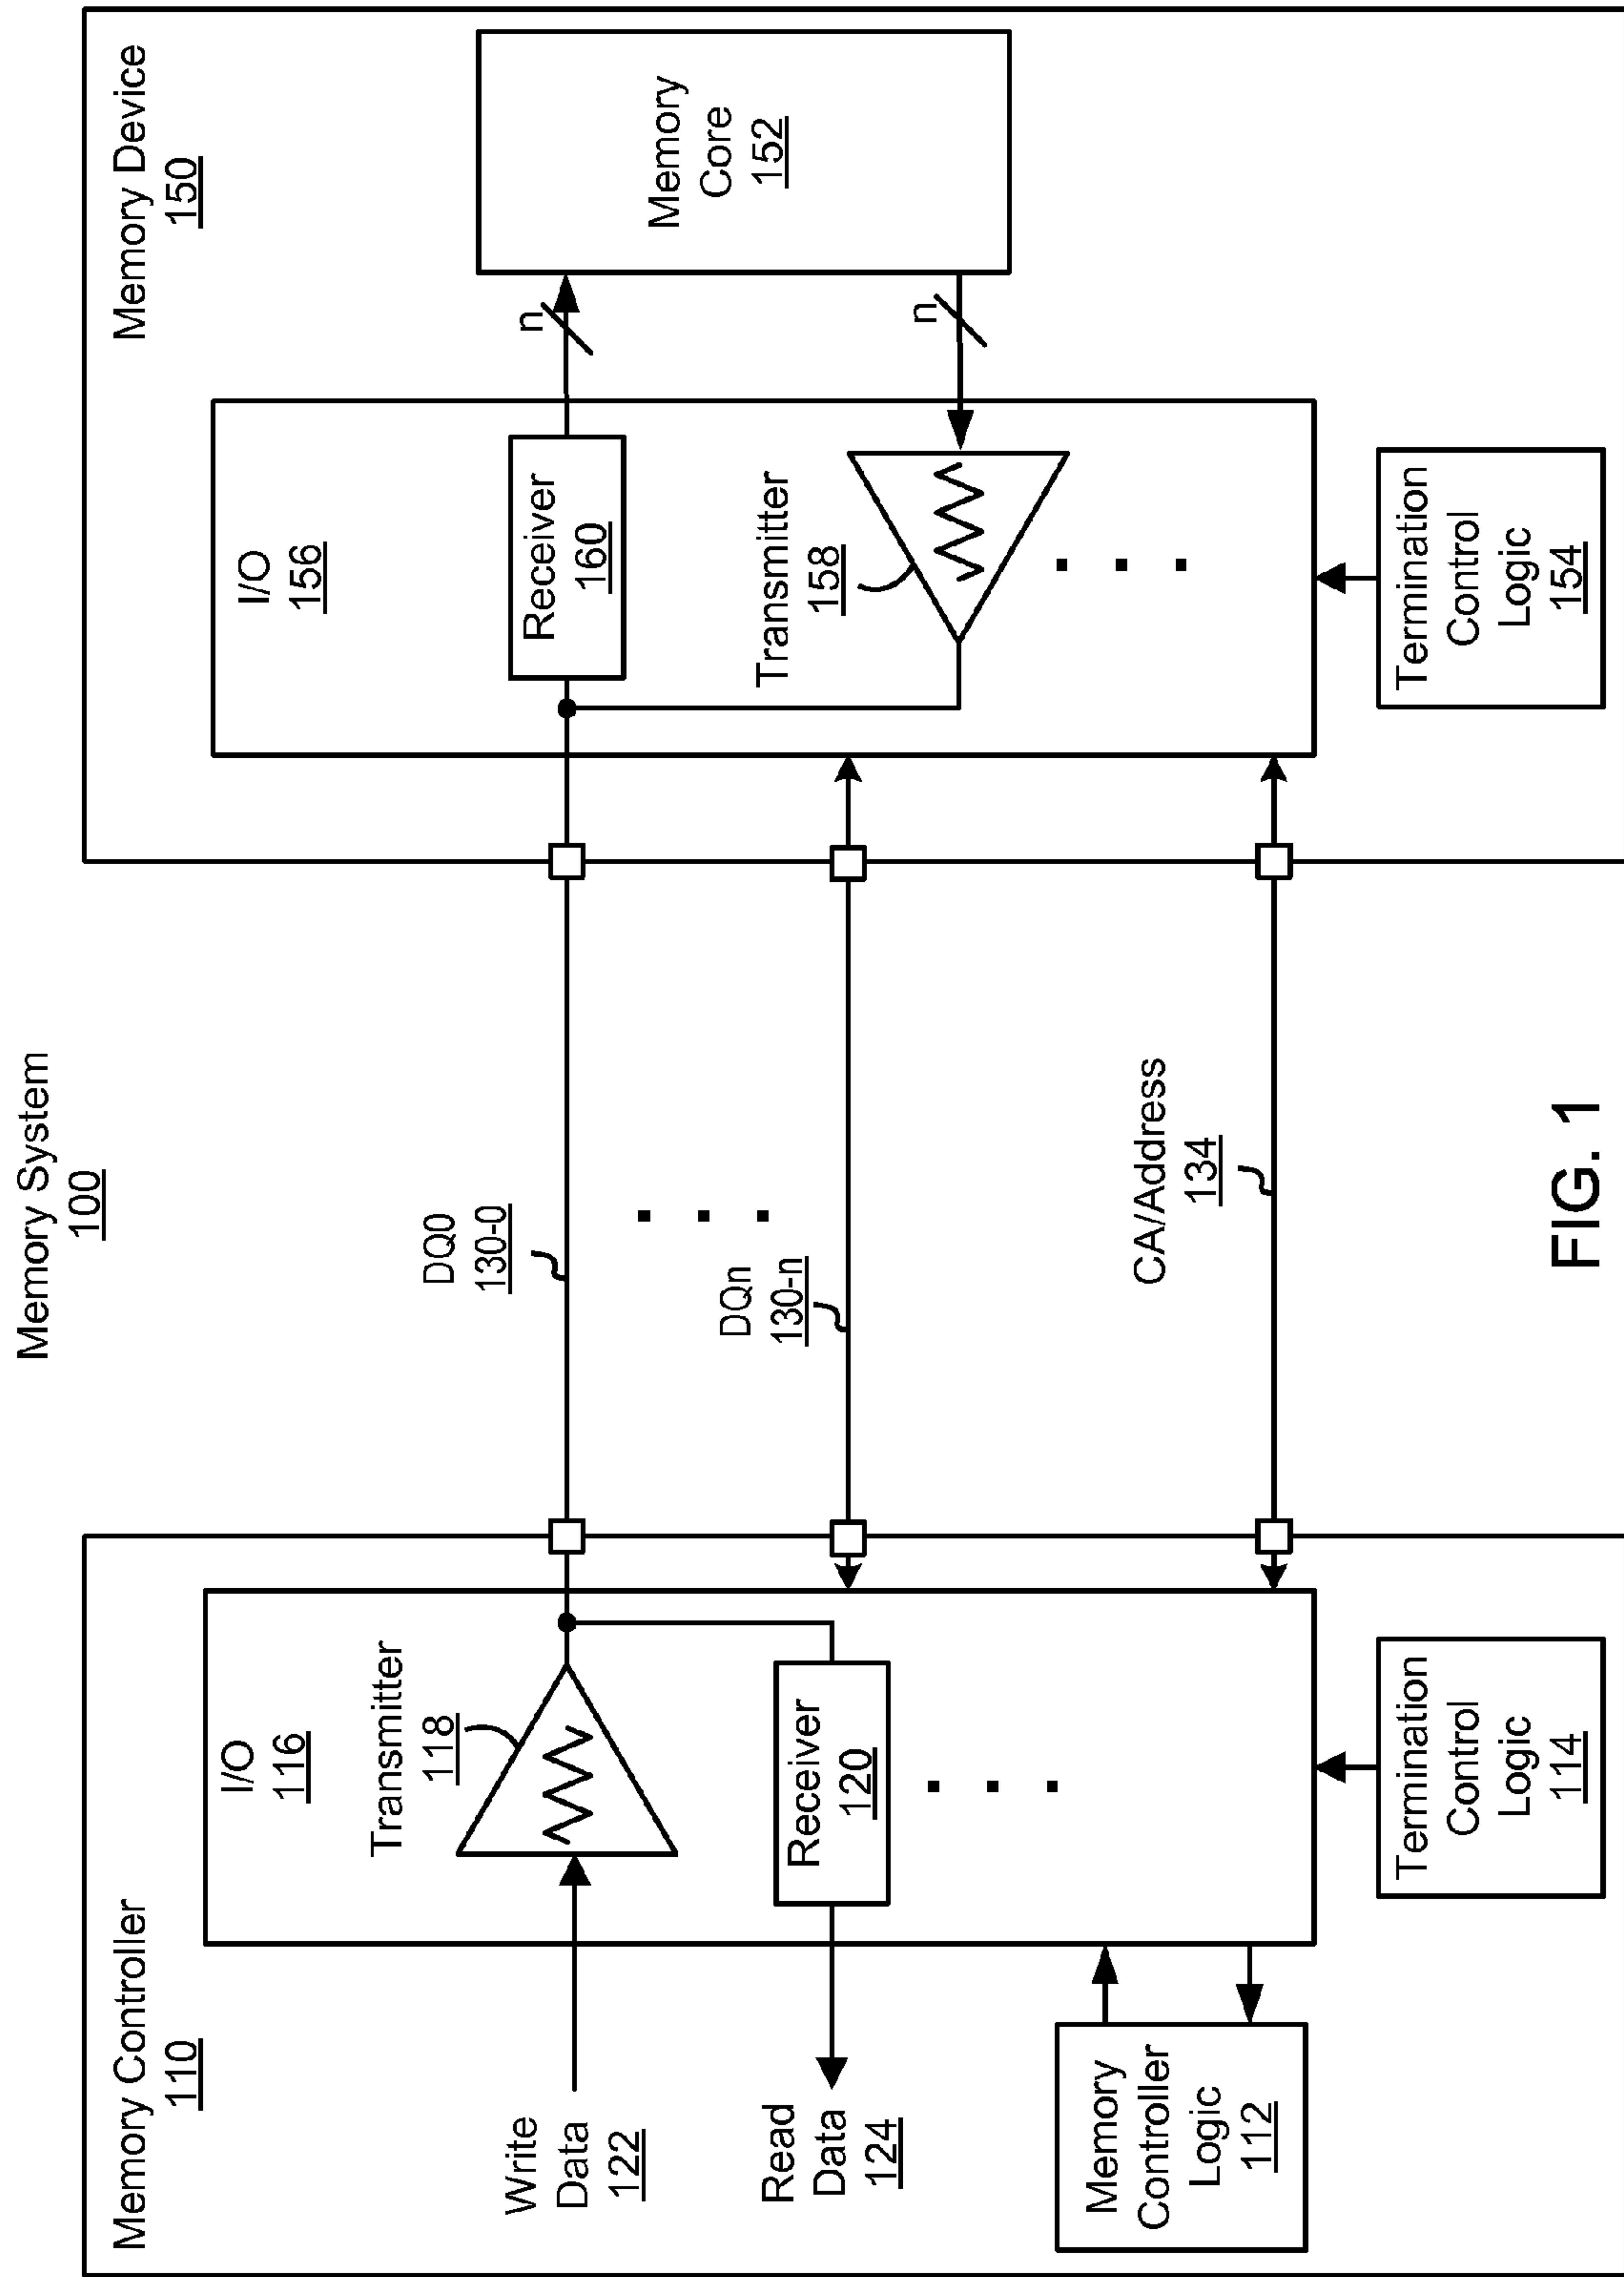 Memory System
100
Memory Controller
110
I/O
116
Transmitter
118
Write
Data
122
Read
Data
124
Receiver
120
Memory
Controller
Logic
112
Termination
Control
Logic
114
DQ0
130-0
DQn
130-n
CA/Address
134
Memory Device
150
I/O
156
Receiver
160
n
Memory
Core
152
Transmitter
158
n
Termination
Control
Logic
154
FIG. 1